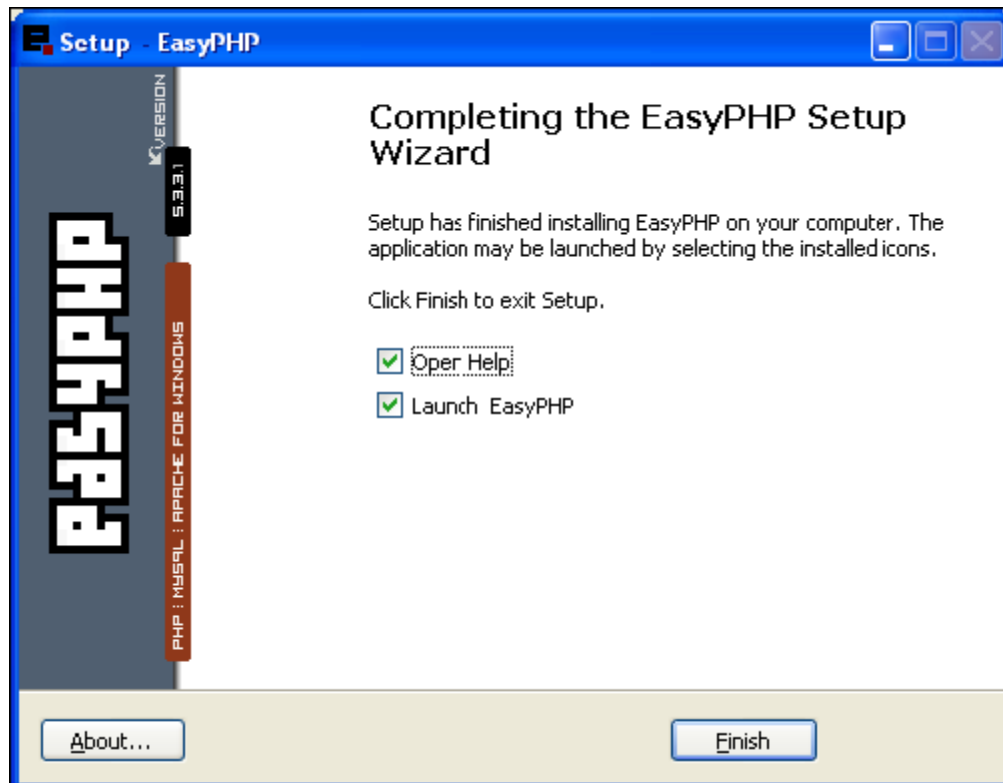 Setup - EasyPHP
VERSION
5.3.3.1
EASYPHP
PHP : MYSQL : APACHE FOR WINDOWS
Completing the EasyPHP Setup
Wizard
Setup has finished installing EasyPHP on your computer. The
application may be launched by selecting the installed icons.
Click Finish to exit Setup.
Open Help
Launch EasyPHP
About...
Finish